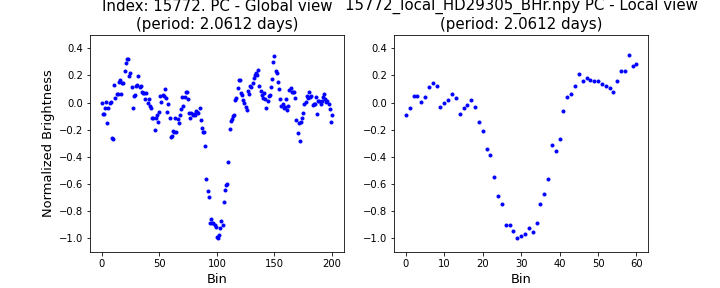 Index: 15772. PC - Global view
(period: 2.0612 days)
15772_local_HD29305_BHr.npy PC - Local view
(period: 2.0612 days)
Normalized Brightness
0.4
0.2
0.0
−0.2
−0.4
−0.6
−0.8
−1.0
0 50 100 150 200
Bin
0.4
0.2
0.0
−0.2
−0.4
−0.6
−0.8
−1.0
0 10 20 30 40 50 60
Bin